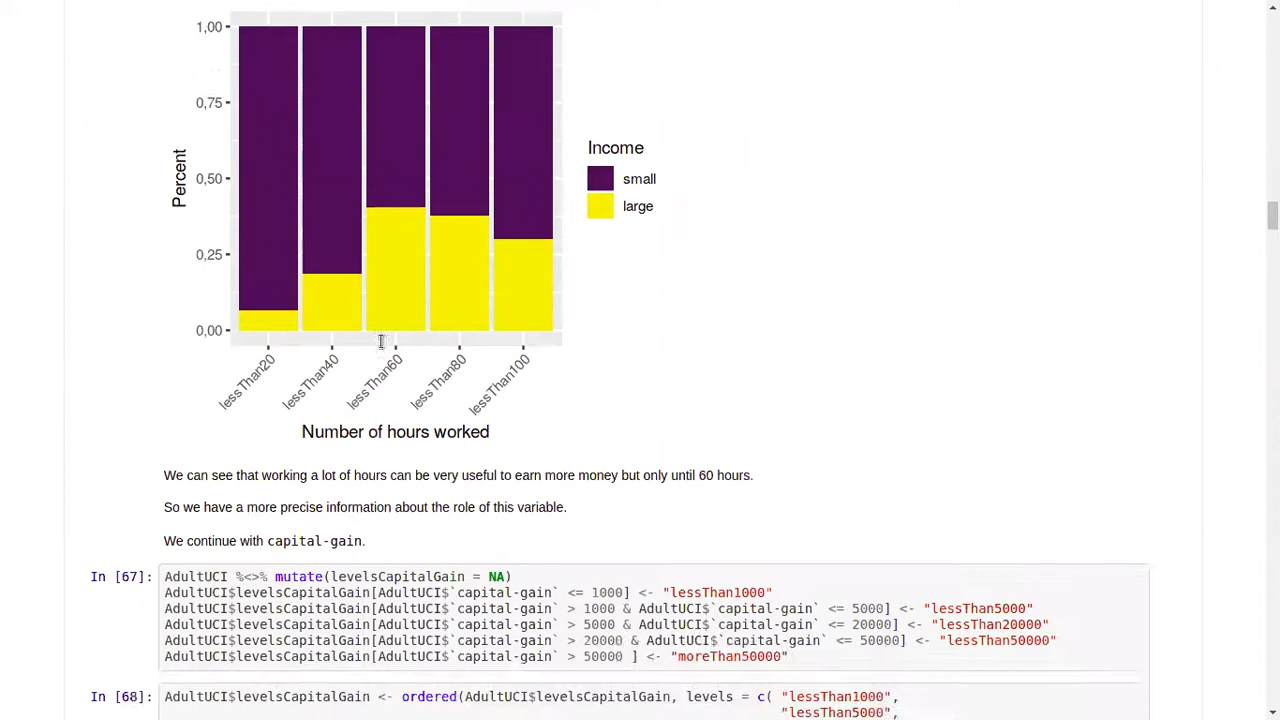 1,00
0,75
0,50
0,25
0,00
Percent
Income
small
large
lessThan20
lessThan40
lessThan60
lessThan80
lessThan100
Number of hours worked
We can see that working a lot of hours can be very useful to earn more money but only until 60 hours.
So we have a more precise information about the role of this variable.
We continue with capital-gain.
In [67]: AdultUCI %<>% mutate(levelsCapitalGain = NA)
AdultUCI$levelsCapitalGain[AdultUCI$`capital-gain` <= 1000] <- "lessThan1000"
AdultUCI$levelsCapitalGain[AdultUCI$`capital-gain` > 1000 & AdultUCI$`capital-gain` <= 5000] <- "lessThan5000"
AdultUCI$levelsCapitalGain[AdultUCI$`capital-gain` > 5000 & AdultUCI$`capital-gain` <= 20000] <- "lessThan20000"
AdultUCI$levelsCapitalGain[AdultUCI$`capital-gain` > 20000 & AdultUCI$`capital-gain` <= 50000] <- "lessThan50000"
AdultUCI$levelsCapitalGain[AdultUCI$`capital-gain` > 50000 ] <- "moreThan50000"
In [68]: AdultUCI$levelsCapitalGain <- ordered(AdultUCI$levelsCapitalGain, levels = c( "lessThan1000",
"lessThan5000",